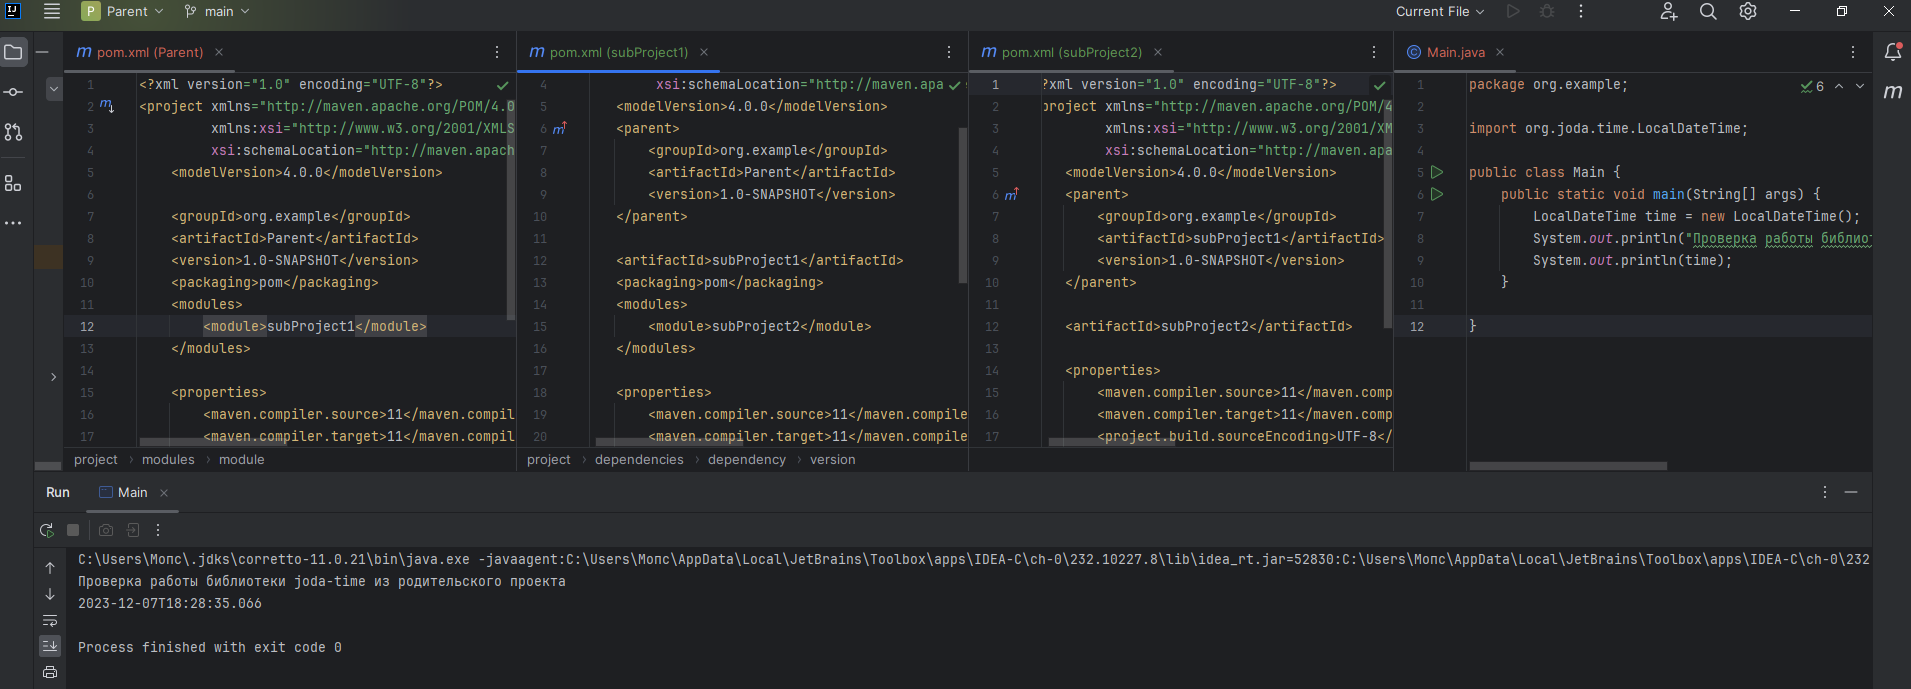 Parent
main
Current File
pom.xml (Parent)
pom.xml (subProject1)
pom.xml (subProject2)
Main.java
1 <?xml version="1.0" encoding="UTF-8"?>
2 <project xmlns="http://maven.apache.org/POM/4.0
3 xmlns:xsi="http://www.w3.org/2001/XMLS
4 xsi:schemaLocation="http://maven.apach
5 <modelVersion>4.0.0</modelVersion>
6
7 <groupId>org.example</groupId>
8 <artifactId>Parent</artifactId>
9 <version>1.0-SNAPSHOT</version>
10 <packaging>pom</packaging>
11 <modules>
12 <module>subProject1</module>
13 </modules>
14
15 <properties>
16 <maven.compiler.source>11</maven.compil
17 <maven.compiler.target>11</maven.compil
project > modules > module
4 xsi:schemaLocation="http://maven.apa
5 <modelVersion>4.0.0</modelVersion>
6 <parent>
7 <groupId>org.example</groupId>
8 <artifactId>Parent</artifactId>
9 <version>1.0-SNAPSHOT</version>
10 </parent>
11
12 <artifactId>subProject1</artifactId>
13 <packaging>pom</packaging>
14 <modules>
15 <module>subProject2</module>
16 </modules>
17
18 <properties>
19 <maven.compiler.source>11</maven.compile
20 <maven.compiler.target>11</maven.compile
project > dependencies > dependency > version
1 ?xml version="1.0" encoding="UTF-8"?>
2 project xmlns="http://maven.apache.org/POM/4
3 xmlns:xsi="http://www.w3.org/2001/XM
4 xsi:schemaLocation="http://maven.apa
5 <modelVersion>4.0.0</modelVersion>
6 <parent>
7 <groupId>org.example</groupId>
8 <artifactId>subProject1</artifactId>
9 <version>1.0-SNAPSHOT</version>
10 </parent>
11
12 <artifactId>subProject2</artifactId>
13
14 <properties>
15 <maven.compiler.source>11</maven.comp
16 <maven.compiler.target>11</maven.comp
17 <project.build.sourceEncoding>UTF-8</
1 package org.example;
6
2
3 import org.joda.time.LocalDateTime;
4
5 public class Main {
6 public static void main(String[] args) {
7 LocalDateTime time = new LocalDateTime();
8 System.out.println("Проверка работы библиот
9 System.out.println(time);
10 }
11
12 }
Run
Main
C:\Users\Мопс\.jdks\corretto-11.0.21\bin\java.exe -javaagent:C:\Users\Мопс\AppData\Local\JetBrains\Toolbox\apps\IDEA-C\ch-0\232.10227.8\lib\idea_rt.jar=52830:C:\Users\Мопс\AppData\Local\JetBrains\Toolbox\apps\IDEA-C\ch-0\232
Проверка работы библиотеки joda-time из родительского проекта
2023-12-07T18:28:35.066
Process finished with exit code 0